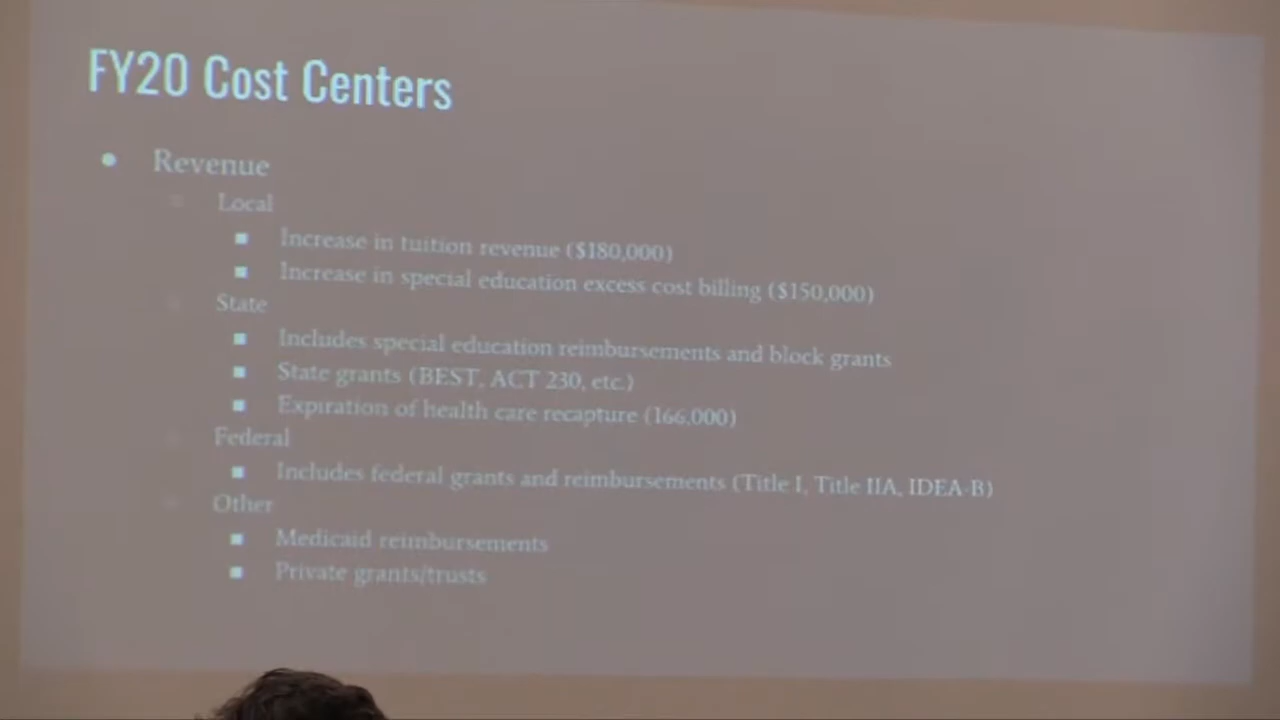 FY20 Cost Centers
Revenue
Local
Increase in tuition revenue ($180,000)
Increase in special education excess cost billing ($150,000)
State
Includes special education reimbursements and block grants
State grants (BEST, ACT 230, etc.)
Expiration of health care recapture (166,000)
Federal
Includes federal grants and reimbursements (Title I, Title IIA, IDEA-B)
Other
Medicaid reimbursements
Private grants/trusts